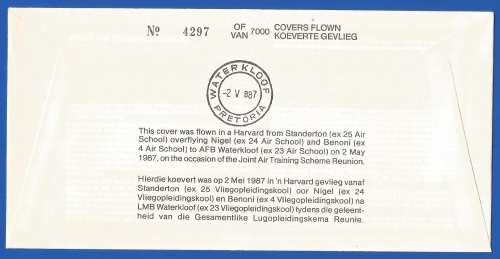 No 4297 OF VAN 7000 COVERS FLOWN KOEVERTE GEVLIEG
WATERKLOOF
-2 V 887
PRETORIA
This cover was flown in a Harvard from Standerton (ex 25 Air
School) overflying Nigel (ex 24 Air School) and Benoni (ex
4 Air School) to AFB Waterkloof (ex 23 Air School) on 2 May
1987, on the occasion of the Joint Air Training Scheme Reunion.
Hierdie koevert was op 2 Mei 1987 in 'n Harvard gevlieg vanaf
Standerton (ex 25 Vliegopleidingskool) oor Nigel (ex 24
Vliegopleidingskool) en Benoni (ex 4 Vliegopleidingskool) na
LMB Waterkloof (ex 23 Vliegopleidingskool) tydens die geleent-
heid van die Gesamentlike Lugopleidingskema Reunie.